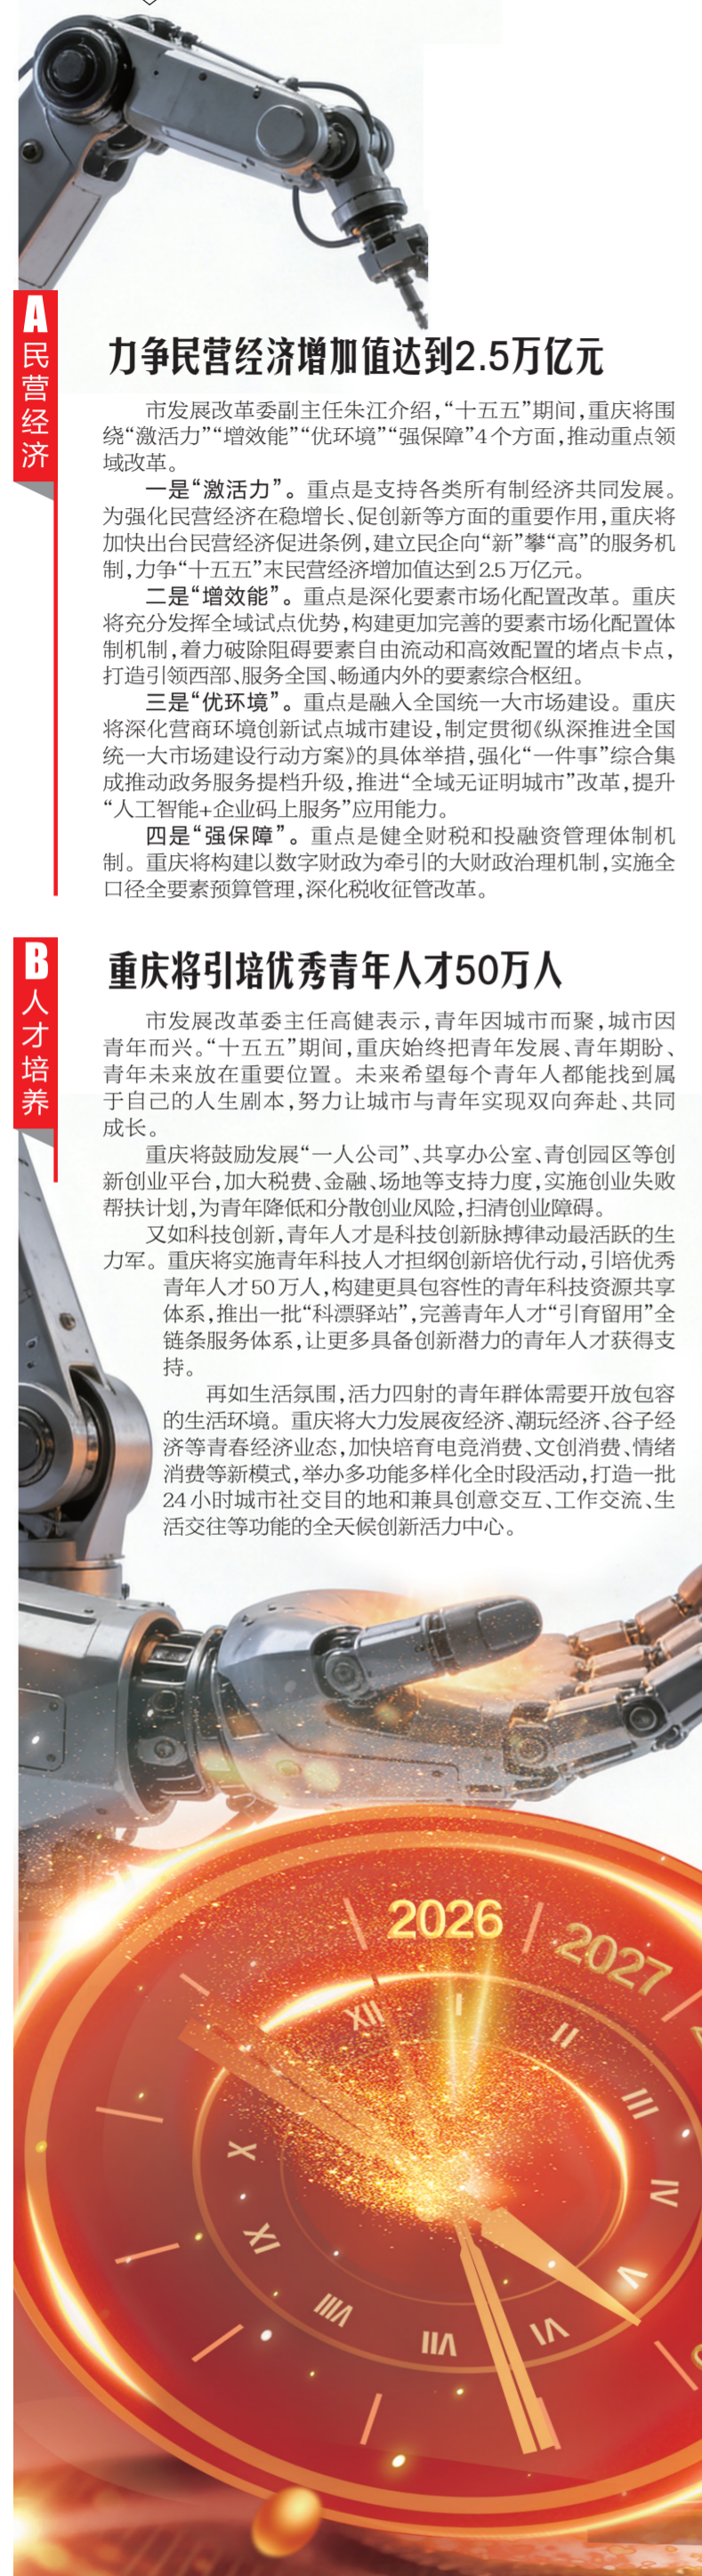 A
民营经济
力争民营经济增加值达到2.5万亿元
市发展改革委副主任朱江介绍，“十五五”期间，重庆将围
绕“激活力”“增效能”“优环境”“强保障”4个方面，推动重点领
域改革。
一是“激活力”。重点是支持各类所有制经济共同发展。
为强化民营经济在稳增长、促创新等方面的重要作用，重庆将
加快出台民营经济促进条例，建立民企向“新”攀“高”的服务机
制，力争“十五五”末民营经济增加值达到2.5万亿元。
二是“增效能”。重点是深化要素市场化配置改革。重庆
将充分发挥全域试点优势，构建更加完善的要素市场化配置体
制机制，着力破除阻碍要素自由流动和高效配置的堵点卡点，
打造引领西部、服务全国、畅通内外的要素综合枢纽。
三是“优环境”。重点是融入全国统一大市场建设。重庆
将深化营商环境创新试点城市建设，制定贯彻《纵深推进全国
统一大市场建设行动方案》的具体举措，强化“一件事”综合集
成推动政务服务提档升级，推进“全域无证明城市”改革，提升
“人工智能+企业码上服务”应用能力。
四是“强保障”。重点是健全财税和投融资管理体制机
制。重庆将构建以数字财政为牵引的大财政治理机制，实施全
口径全要素预算管理，深化税收征管改革。
B
人才培养
重庆将引培优秀青年人才50万人
市发展改革委主任高健表示，青年因城市而聚，城市因
青年而兴。“十五五”期间，重庆始终把青年发展、青年期盼、
青年未来放在重要位置。未来希望每个青年人都能找到属
于自己的人生剧本，努力让城市与青年实现双向奔赴、共同
成长。
重庆将鼓励发展“一人公司”、共享办公室、青创园区等创
新创业平台，加大税费、金融、场地等支持力度，实施创业失败
帮扶计划，为青年降低和分散创业风险，扫清创业障碍。
又如科技创新，青年人才是科技创新脉搏律动最活跃的生
力军。重庆将实施青年科技人才担纲创新培优行动，引培优秀
青年人才50万人，构建更具包容性的青年科技资源共享
体系，推出一批“科漂驿站”，完善青年人才“引育留用”全
链条服务体系，让更多具备创新潜力的青年人才获得支
持。
再如生活氛围，活力四射的青年群体需要开放包容
的生活环境。重庆将大力发展夜经济、潮玩经济、谷子经
济等青春经济业态，加快培育电竞消费、文创消费、情绪
消费等新模式，举办多功能多样化全时段活动，打造一批
24小时城市社交目的地和兼具创意交互、工作交流、生
活交往等功能的全天候创新活力中心。
2026
2027
XII
I
II
III
IV
V
VI
VII
VIII
IX
X